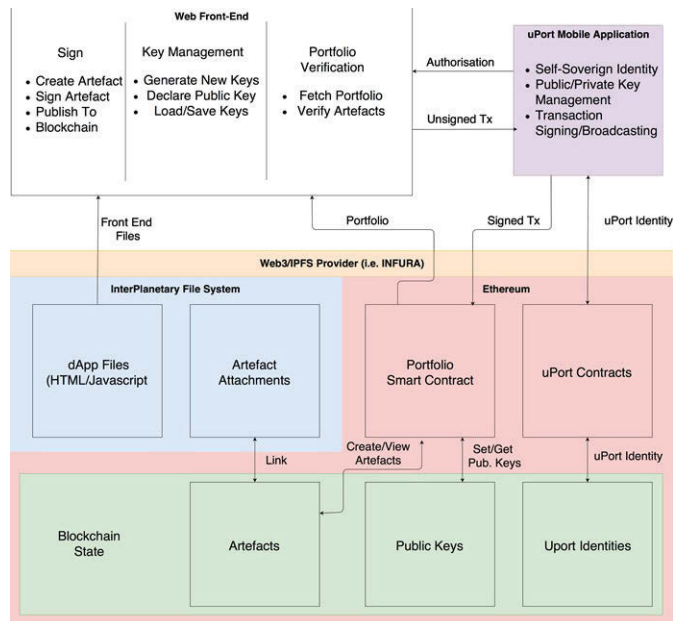 Web Front-End
Sign
• Create Artefact
• Sign Artefact
• Publish To
• Blockchain
Key Management
• Generate New Keys
• Declare Public Key
• Load/Save Keys
Portfolio
Verification
• Fetch Portfolio
• Verify Artefacts
Authorisation
Unsigned Tx
uPort Mobile Application
• Self-Soverign Identity
• Public/Private Key
Management
• Transaction
Signing/Broadcasting
Front End
Files
Portfolio
Signed Tx
uPort Identity
Web3/IPFS Provider (i.e. INFURA)
InterPlanetary File System
Ethereum
dApp Files
(HTML/Javascript
Artefact
Attachments
Portfolio
Smart Contract
uPort Contracts
Link
Create/View
Artefacts
Set/Get
Pub. Keys
uPort Identity
Blockchain
State
Artefacts
Public Keys
Uport Identities